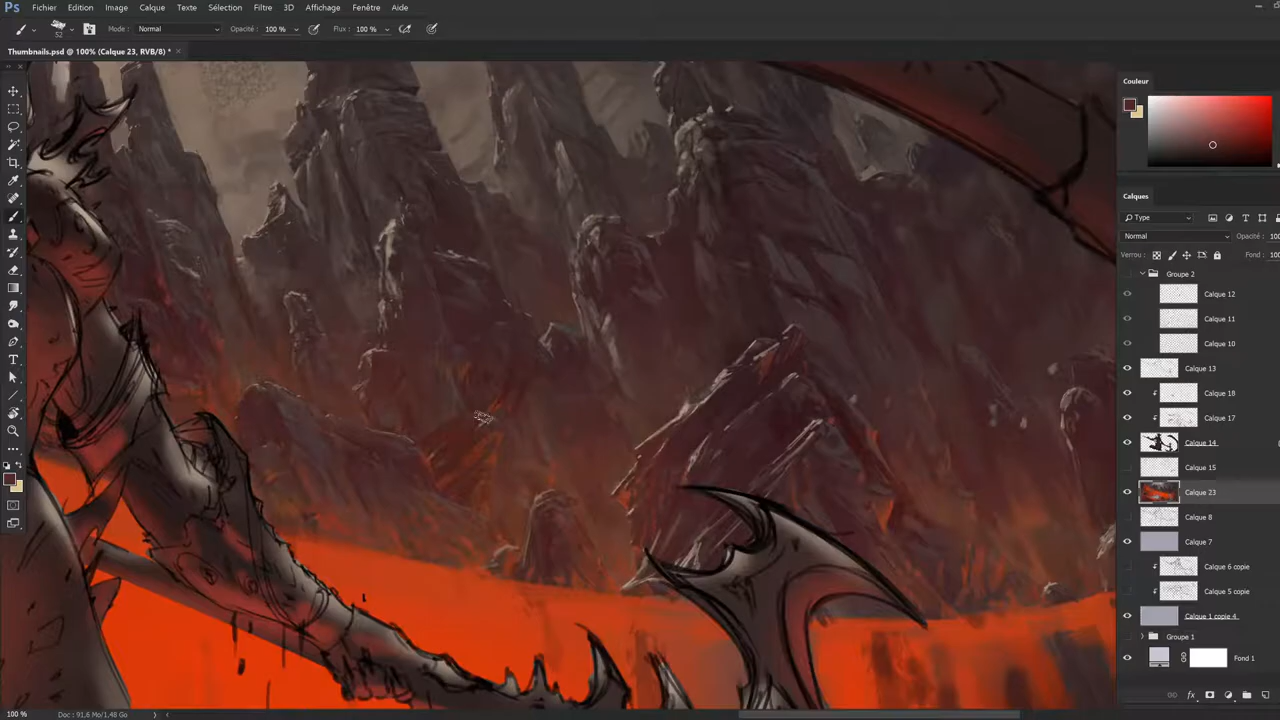 Ps Fichier Edition Image Calque Texte Sélection Filtre 3D Affichage Fenêtre Aide
52 Mode : Normal Opacité : 100 % Flux : 100 %
Thumbnails.psd @ 100% (Calque 23, RVB/8) * ×
Couleur
Calques
Type
Normal Opacité : 100
Verrou : Fond : 100
Groupe 2
Calque 12
Calque 11
Calque 10
Calque 13
Calque 18
Calque 17
Calque 14
Calque 15
Calque 23
Calque 8
Calque 7
Calque 6 copie
Calque 5 copie
Calque 1 copie 4
Groupe 1
Fond 1
fx
100 % Doc : 91,6 Mo/1,48 Go